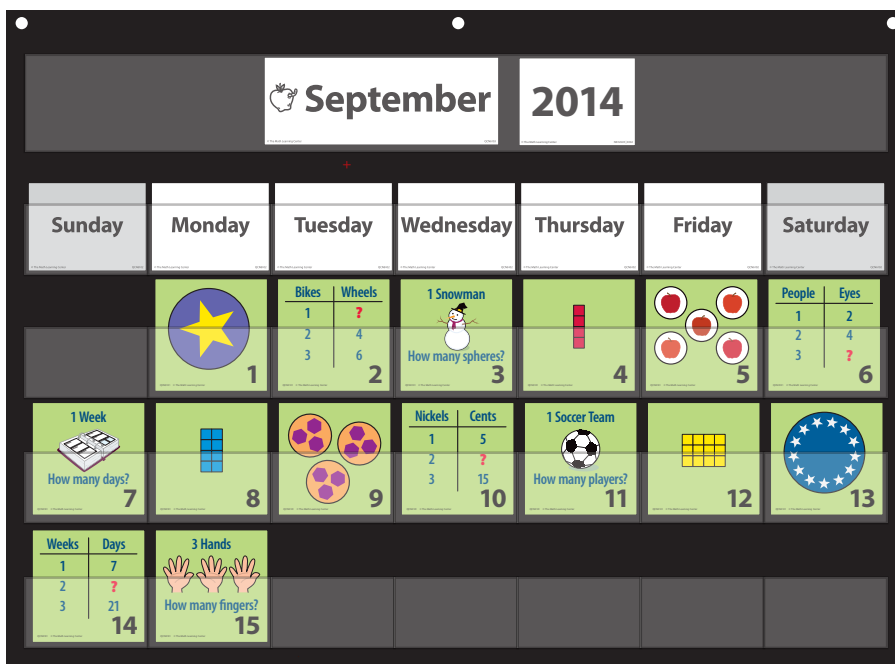 September 2014
Sunday Monday Tuesday Wednesday Thursday Friday Saturday
1
Bikes Wheels
1 ?
2 4
3 6
2
1 Snowman
How many spheres?
3
4
5
People Eyes
1 2
2 4
3 ?
6
1 Week
How many days?
7
8
9
Nickels Cents
1 5
2 ?
3 15
10
1 Soccer Team
How many players?
11
12
13
Weeks Days
1 7
2 ?
3 21
14
3 Hands
How many fingers?
15